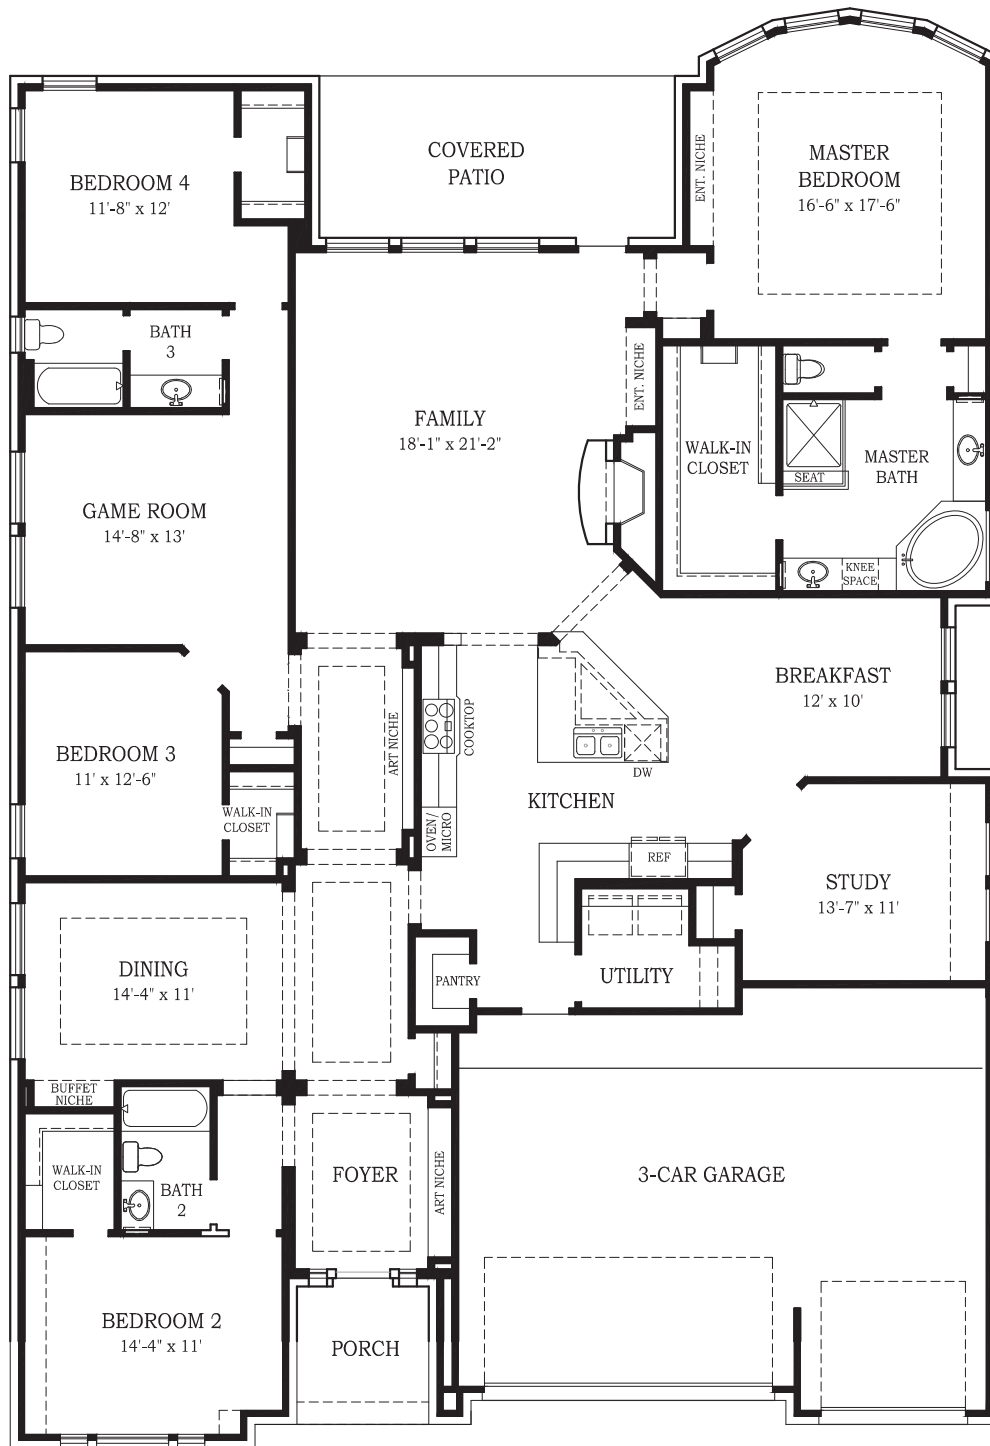 COVERED
PATIO
MASTER
BEDROOM
16'-6" x 17'-6"
ENT. NICHE
BEDROOM 4
11'-8" x 12'
BATH
3
ENT. NICHE
FAMILY
18'-1" x 21'-2"
WALK-IN
CLOSET
SEAT
MASTER
BATH
KNEE
SPACE
GAME ROOM
14'-8" x 13'
BREAKFAST
12' x 10'
BEDROOM 3
11' x 12'-6"
ART NICHE
COOKTOP
DW
WALK-IN
CLOSET
OVEN/
MICRO
KITCHEN
REF
STUDY
13'-7" x 11'
DINING
14'-4" x 11'
PANTRY
UTILITY
BUFFET
NICHE
WALK-IN
CLOSET
BATH
2
FOYER
ART NICHE
3-CAR GARAGE
BEDROOM 2
14'-4" x 11'
PORCH